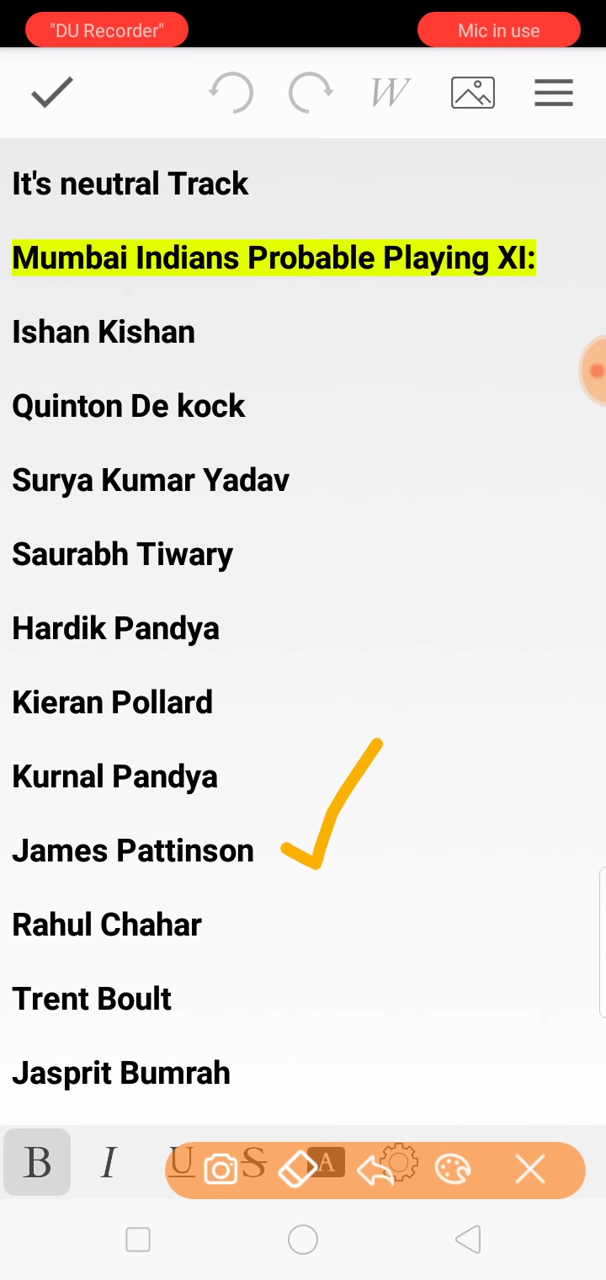 "DU Recorder" Mic in use
W
It's neutral Track
Mumbai Indians Probable Playing XI:
Ishan Kishan
Quinton De kock
Surya Kumar Yadav
Saurabh Tiwary
Hardik Pandya
Kieran Pollard
Kurnal Pandya
James Pattinson
Rahul Chahar
Trent Boult
Jasprit Bumrah
B I U S A